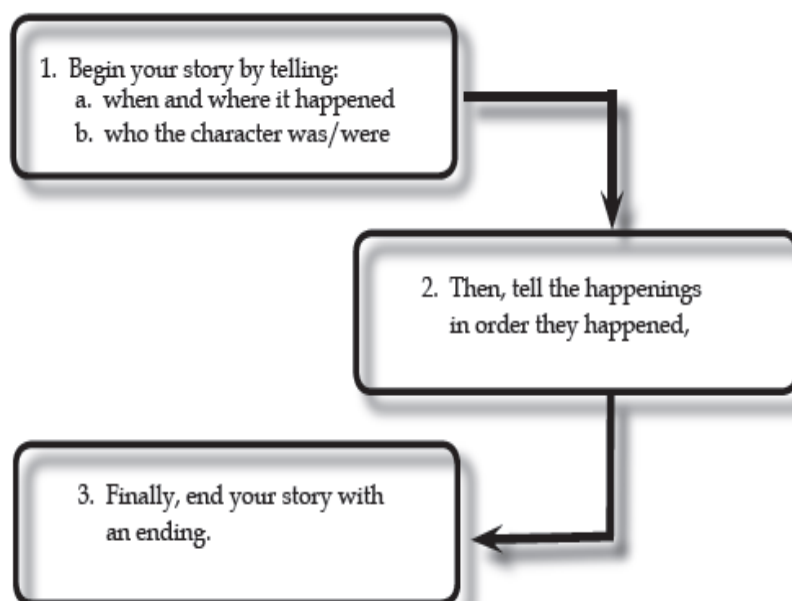 1. Begin your story by telling:
a. when and where it happened
b. who the character was/were
2. Then, tell the happenings
in order they happened,
3. Finally, end your story with
an ending.